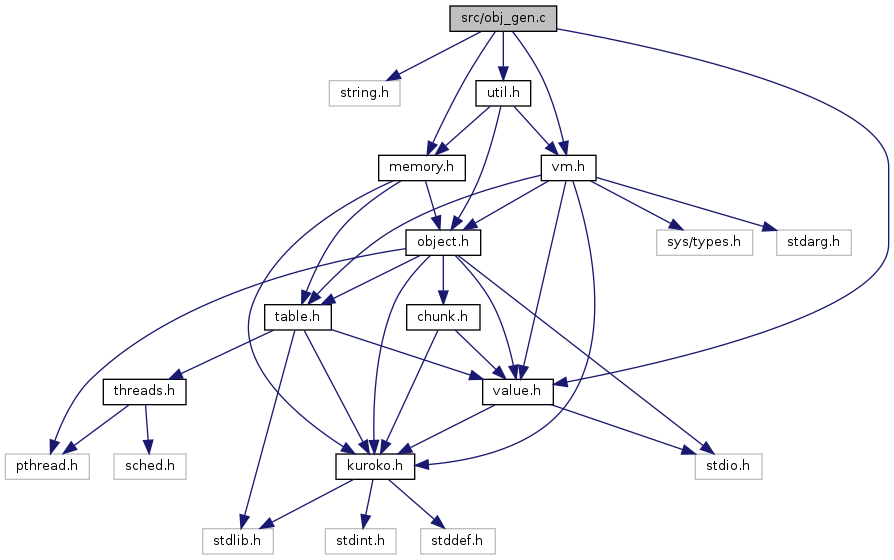 src/obj_gen.c
string.h
util.h
memory.h
vm.h
object.h
sys/types.h
stdarg.h
table.h
chunk.h
threads.h
value.h
pthread.h
sched.h
kuroko.h
stdio.h
stdlib.h
stdint.h
stddef.h